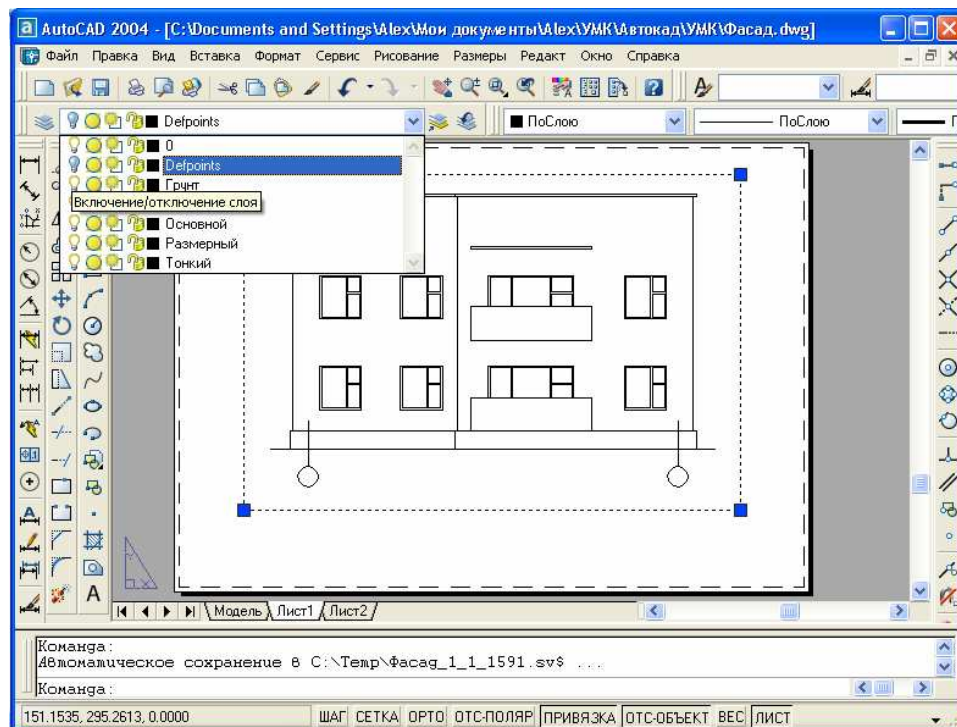 AutoCAD 2004 - [C:\Documents and Settings\Alex\Мои документы\Alex\УМК\Автокад\УМК\Фасад.dwg]
Файл Правка Вид Вставка Формат Сервис Рисование Размеры Редакт Окно Справка
Defpoints
ПоСлою
ПоСлою
0
Defpoints
Грунт
Включение/отключение слоя
Основной
Размерный
Тонкий
A
A
Модель Лист1 Лист2
Команда:
Автоматическое сохранение в C:\Temp\Фасад_1_1_1591.sv$ ...
Команда:
151.1535, 295.2613, 0.0000 ШАГ СЕТКА ОРТО ОТС-ПОЛЯР ПРИВЯЗКА ОТС-ОБЪЕКТ ВЕС ЛИСТ